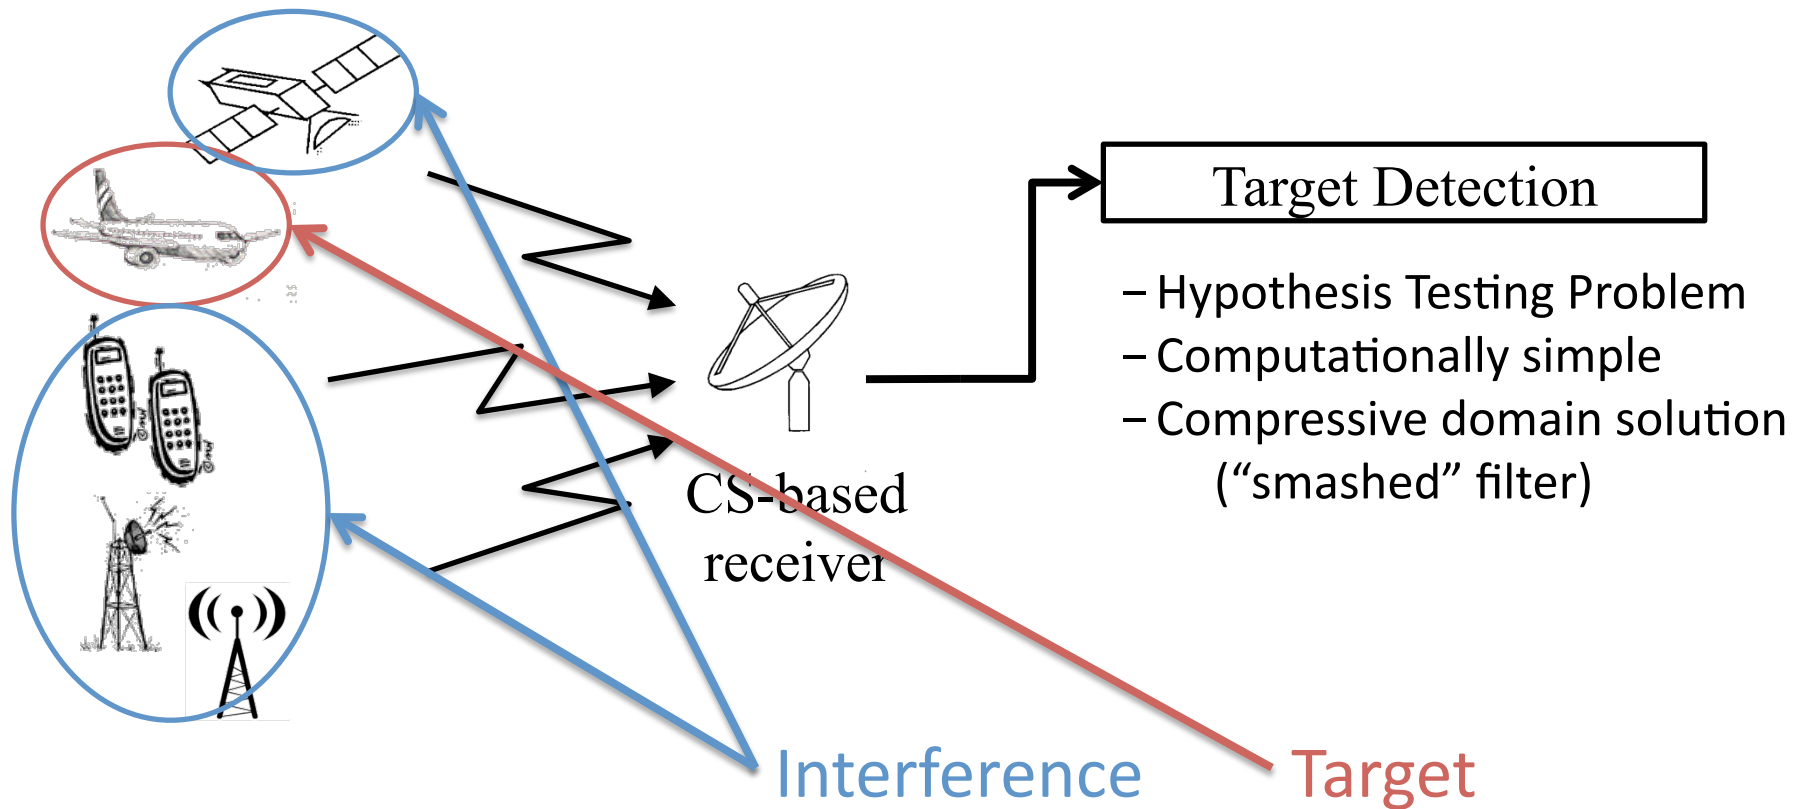 Target Detection
– Hypothesis Testing Problem
– Computationally simple
– Compressive domain solution
(“smashed” filter)
CS-based
receiver
Interference
Target